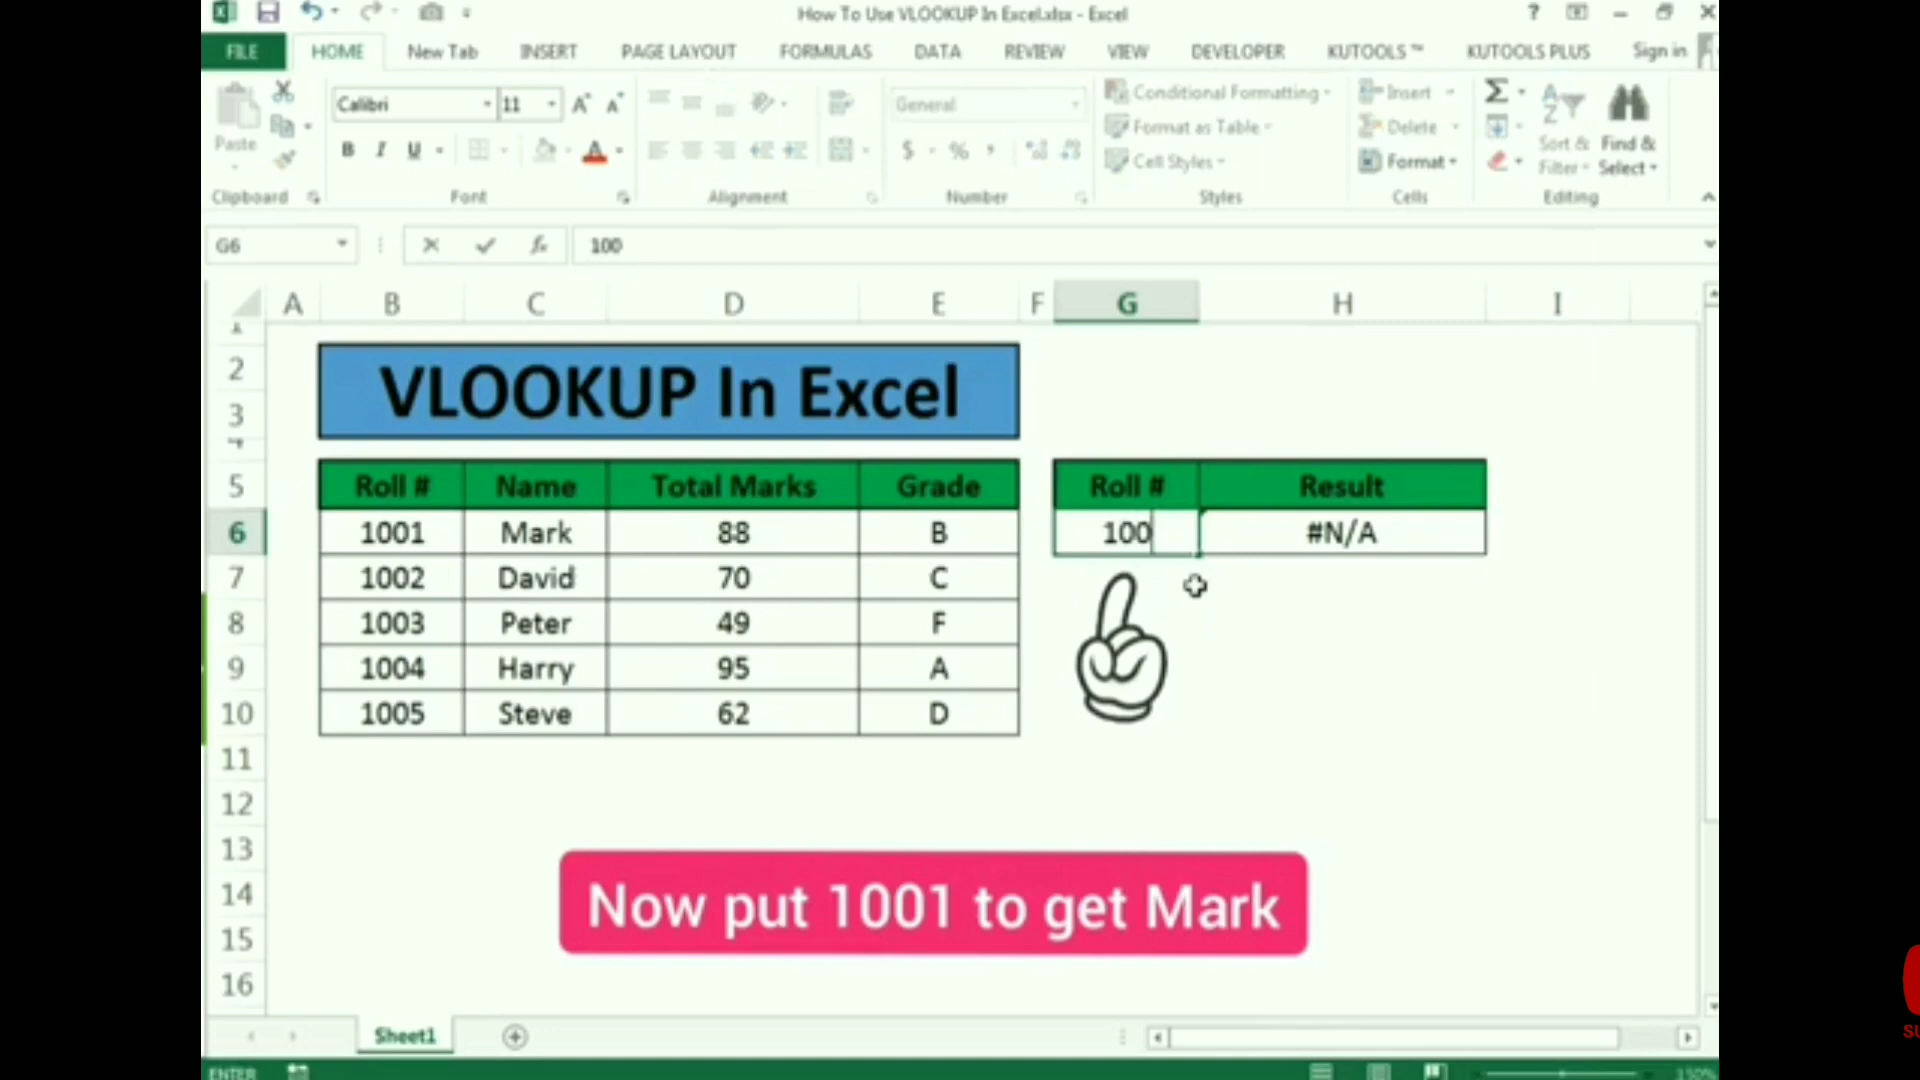 How To Use VLOOKUP In Excel.xlsx - Excel
?
FILE HOME New Tab INSERT PAGE LAYOUT FORMULAS DATA REVIEW VIEW DEVELOPER KUTOOLS ™ KUTOOLS PLUS Sign in
Paste
Calibri 11
B I U
General
$ % ,
Conditional Formatting
Format as Table
Cell Styles
Insert
Delete
Format
Sort & Filter
Find & Select
Clipboard Font Alignment Number Styles Cells Editing
G6 fx 100
A B C D E F G H I
2
3
VLOOKUP In Excel
5 Roll # Name Total Marks Grade Roll # Result
6 1001 Mark 88 B 100 #N/A
7 1002 David 70 C
8 1003 Peter 49 F
9 1004 Harry 95 A
10 1005 Steve 62 D
11
12
13
14
15
16
Now put 1001 to get Mark
Sheet1
ENTER 150%